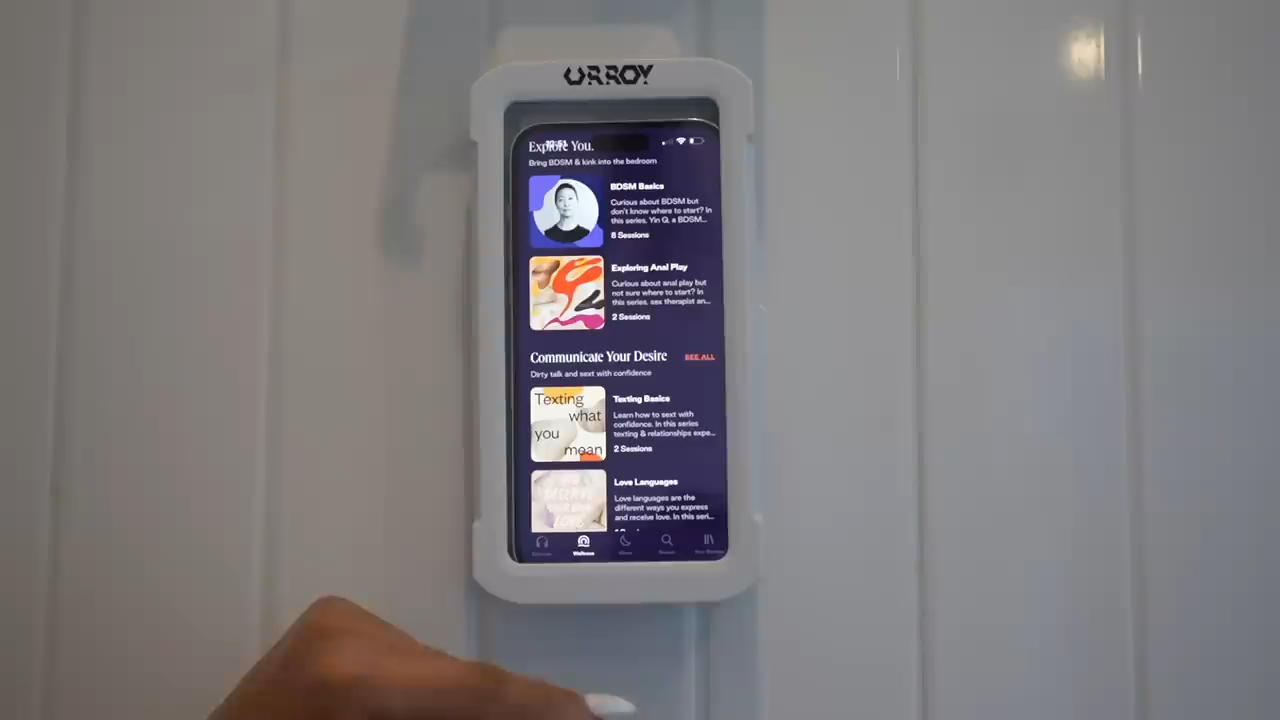 URROY
Explore You.
Bring BDSM & kink into the bedroom
BDSM Basics
Curious about BDSM but
don't know where to start? In
this series, Yin Q, a BDSM...
8 Sessions
Exploring Anal Play
Curious about anal play but
not sure where to start? In
this series, sex therapist an...
2 Sessions
Communicate Your Desire
SEE ALL
Dirty talk and sext with confidence
Texting
what
you
mean
Texting Basics
Learn how to sext with
confidence. In this series
texting & relationships expe...
2 Sessions
Love Languages
Love languages are the
different ways you express
and receive love. In this seri...
Wellness
Search